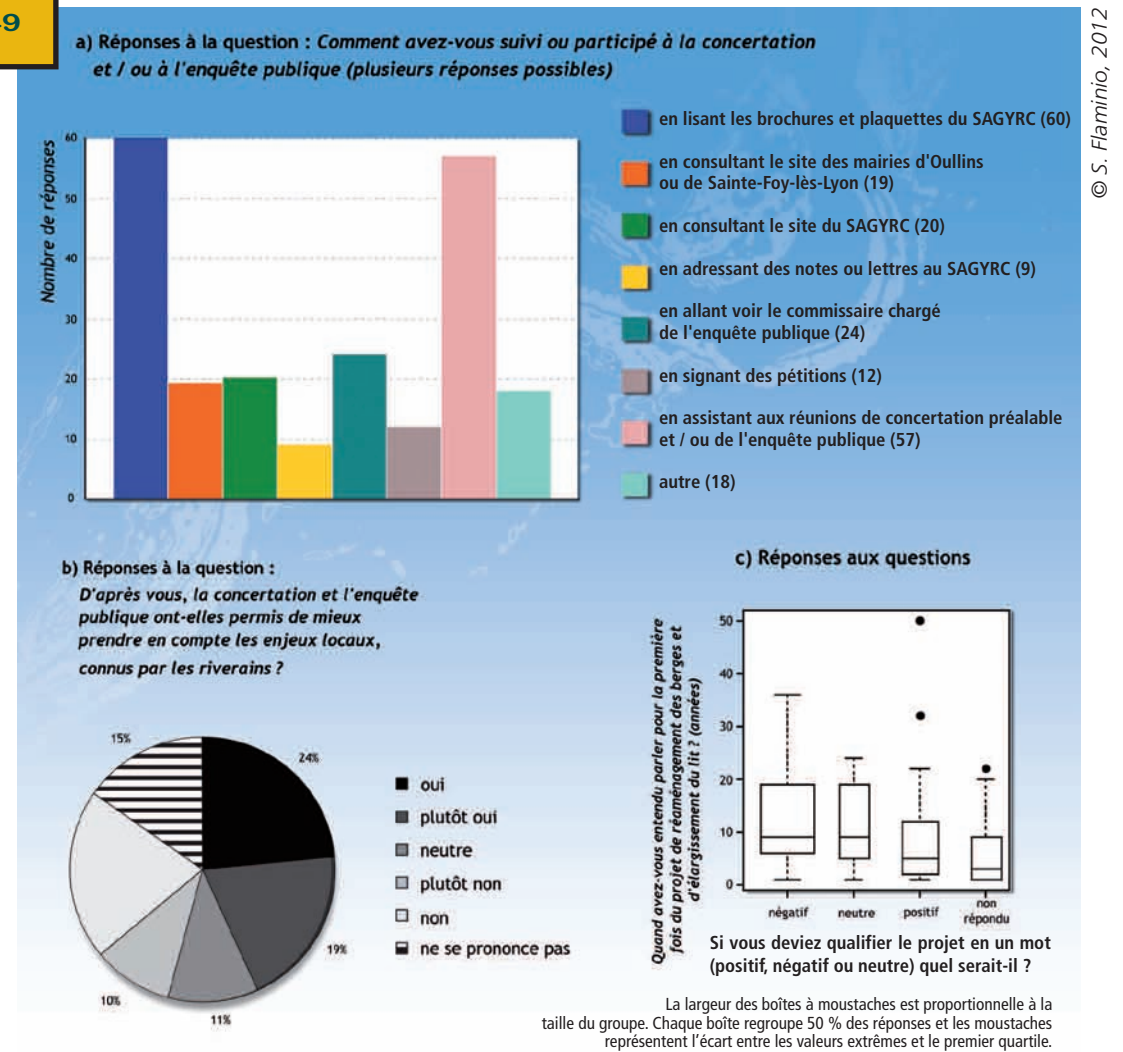 9
© S. Flaminio, 2012
a) Réponses à la question : Comment avez-vous suivi ou participé à la concertation
et / ou à l'enquête publique (plusieurs réponses possibles)
Nombre de réponses
60
50
40
30
20
10
0
en lisant les brochures et plaquettes du SAGYRC (60)
en consultant le site des mairies d'Oullins
ou de Sainte-Foy-lès-Lyon (19)
en consultant le site du SAGYRC (20)
en adressant des notes ou lettres au SAGYRC (9)
en allant voir le commissaire chargé
de l'enquête publique (24)
en signant des pétitions (12)
en assistant aux réunions de concertation préalable
et / ou de l'enquête publique (57)
autre (18)
b) Réponses à la question :
D'après vous, la concertation et l'enquête
publique ont-elles permis de mieux
prendre en compte les enjeux locaux,
connus par les riverains ?
15%
24%
19%
11%
10%
oui
plutôt oui
neutre
plutôt non
non
ne se prononce pas
c) Réponses aux questions
Quand avez-vous entendu parler pour la première
fois du projet de réaménagement des berges et
d'élargissement du lit ? (années)
50
40
30
20
10
0
négatif
neutre
positif
non
répondu
Si vous deviez qualifier le projet en un mot
(positif, négatif ou neutre) quel serait-il ?
La largeur des boîtes à moustaches est proportionnelle à la
taille du groupe. Chaque boîte regroupe 50 % des réponses et les moustaches
représentent l'écart entre les valeurs extrêmes et le premier quartile.